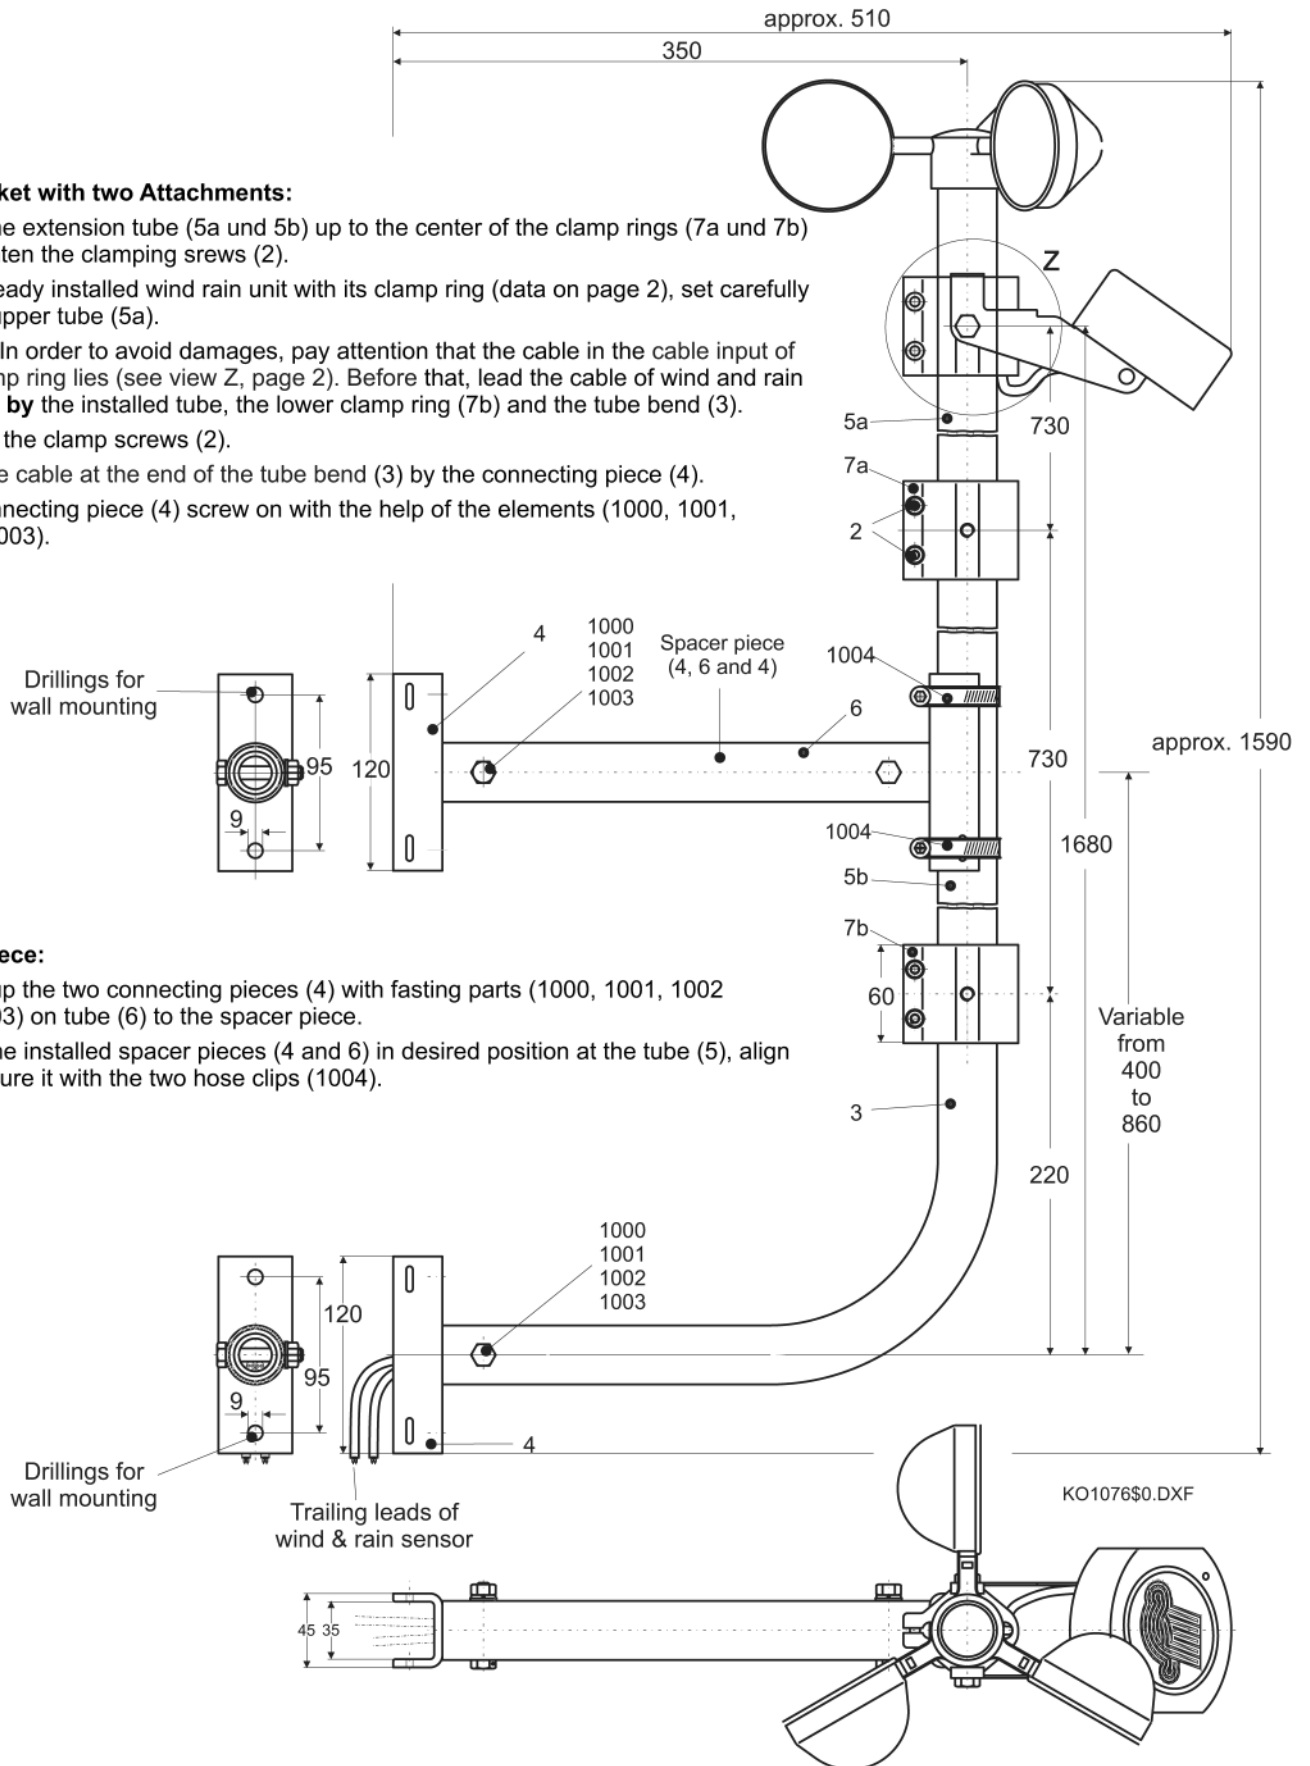 approx. 510
350
ket with two Attachments:
ne extension tube (5a und 5b) up to the center of the clamp rings (7a und 7b)
ten the clamping srews (2).
eady installed wind rain unit with its clamp ring (data on page 2), set carefully
upper tube (5a).
In order to avoid damages, pay attention that the cable in the cable input of
np ring lies (see view Z, page 2). Before that, lead the cable of wind and rain
by the installed tube, the lower clamp ring (7b) and the tube bend (3).
the clamp screws (2).
e cable at the end of the tube bend (3) by the connecting piece (4).
nnecting piece (4) screw on with the help of the elements (1000, 1001,
003).
Z
5a
730
7a
2
4
1000
1001
1002
1003
Spacer piece
(4, 6 and 4)
1004
6
Drillings for
wall mounting
95
120
9
730
approx. 1590
1004
1680
5b
7b
60
iece:
up the two connecting pieces (4) with fasting parts (1000, 1001, 1002
03) on tube (6) to the spacer piece.
ne installed spacer pieces (4 and 6) in desired position at the tube (5), align
ure it with the two hose clips (1004).
Variable
from
400
to
860
3
220
1000
1001
1002
1003
120
95
9
4
Drillings for
wall mounting
Trailing leads of
wind & rain sensor
KO1076$0.DXF
45
35